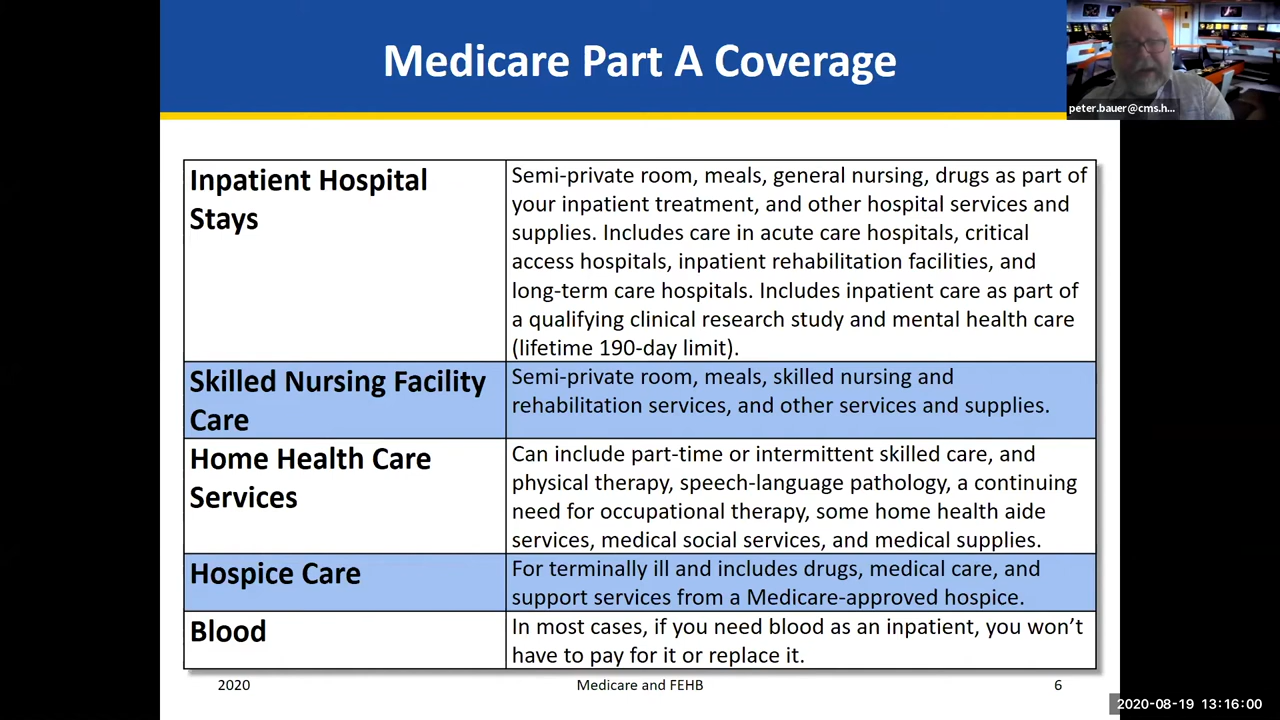 Medicare Part A Coverage
peter.bauer@cms.h...
Inpatient Hospital
Stays
Semi-private room, meals, general nursing, drugs as part of
your inpatient treatment, and other hospital services and
supplies. Includes care in acute care hospitals, critical
access hospitals, inpatient rehabilitation facilities, and
long-term care hospitals. Includes inpatient care as part of
a qualifying clinical research study and mental health care
(lifetime 190-day limit).
Skilled Nursing Facility
Care
Semi-private room, meals, skilled nursing and
rehabilitation services, and other services and supplies.
Home Health Care
Services
Can include part-time or intermittent skilled care, and
physical therapy, speech-language pathology, a continuing
need for occupational therapy, some home health aide
services, medical social services, and medical supplies.
Hospice Care
For terminally ill and includes drugs, medical care, and
support services from a Medicare-approved hospice.
Blood
In most cases, if you need blood as an inpatient, you won’t
have to pay for it or replace it.
2020
Medicare and FEHB
6
2020-08-19 13:16:00